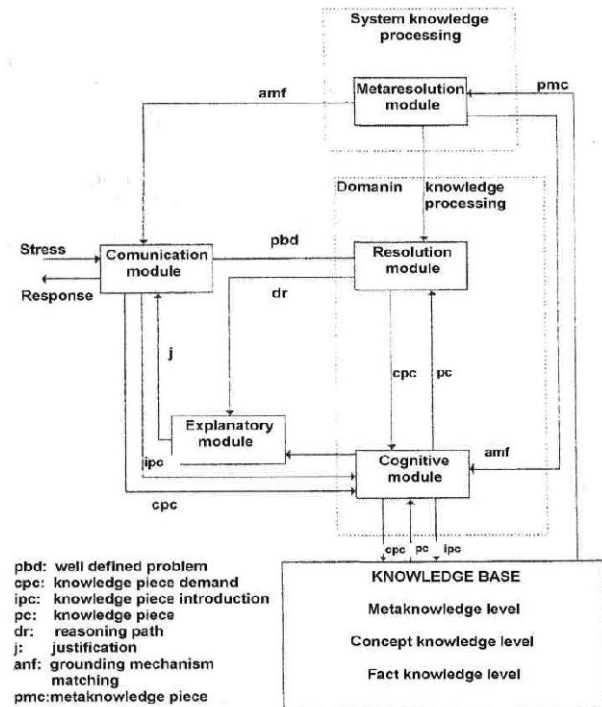 System knowledge
processing
amf
Metaresolution
module
pmc
Domanin knowledge
processing
Stress
Response
Comunication
module
pbd
Resolution
module
dr
j
cpc
pc
Explanatory
module
ipc
cpc
Cognitive
module
amf
cpc
pc
ipc
pbd: well defined problem
cpc: knowledge piece demand
ipc: knowledge piece introduction
pc: knowledge piece
dr: reasoning path
j: justification
anf: grounding mechanism
matching
pmc:metaknowledge piece
KNOWLEDGE BASE
Metaknowledge level
Concept knowledge level
Fact knowledge level